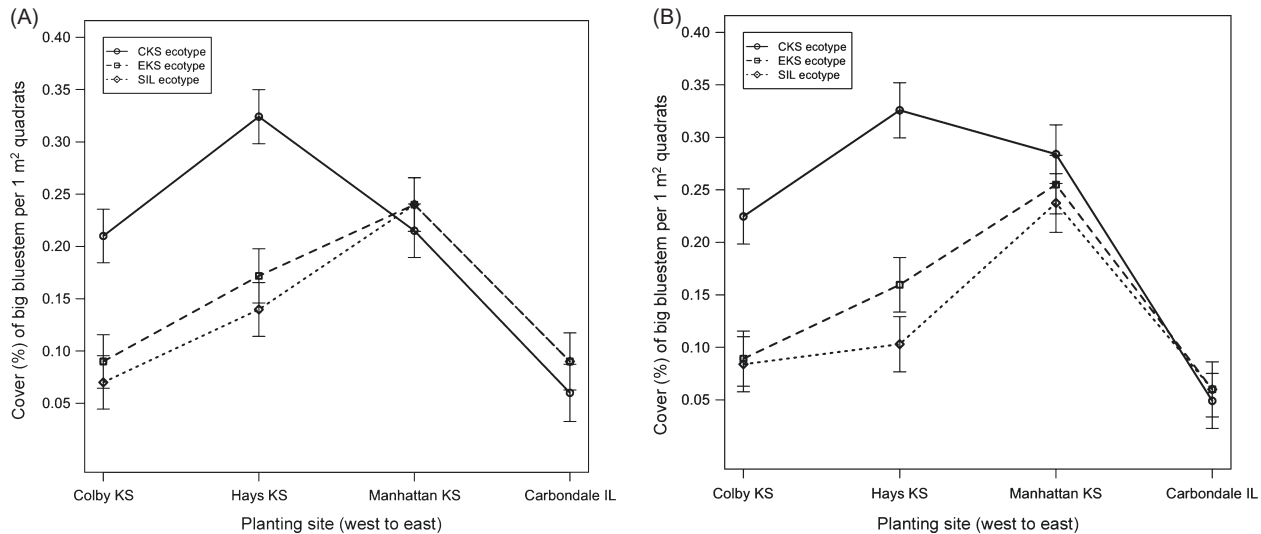 (A)
Cover (%) of big bluestem per 1 m² quadrats
0.40
0.35
0.30
0.25
0.20
0.15
0.10
0.05
CKS ecotype
EKS ecotype
SIL ecotype
Colby KS
Hays KS
Manhattan KS
Carbondale IL
Planting site (west to east)
(B)
Cover (%) of big bluestem per 1 m² quadrats
0.40
0.35
0.30
0.25
0.20
0.15
0.10
0.05
CKS ecotype
EKS ecotype
SIL ecotype
Colby KS
Hays KS
Manhattan KS
Carbondale IL
Planting site (west to east)